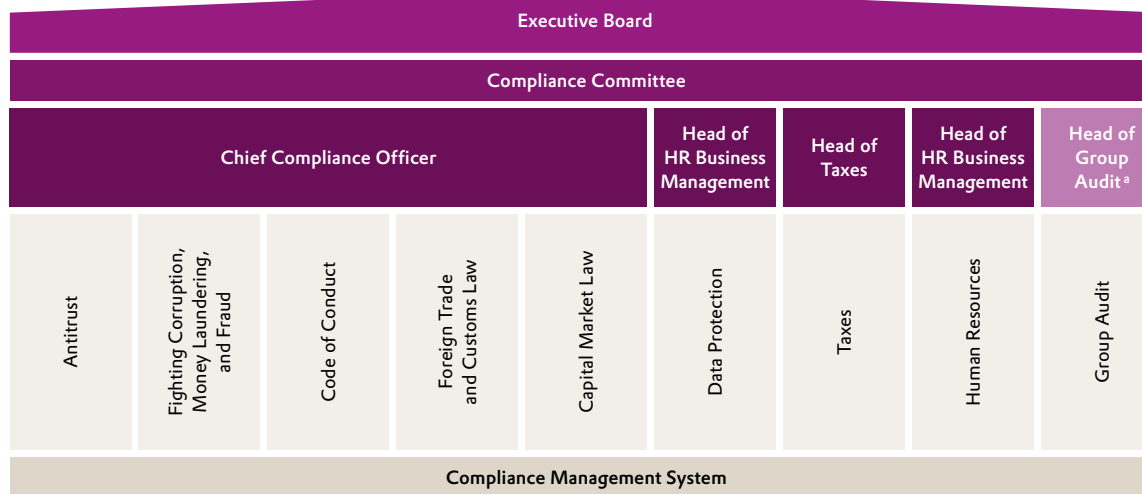 Executive Board
Compliance Committee
Chief Compliance Officer
Head of
HR Business
Management
Head of
Taxes
Head of
HR Business
Management
Head of
Group
Audit a
Antitrust
Fighting Corruption,
Money Laundering,
and Fraud
Code of Conduct
Foreign Trade
and Customs Law
Capital Market Law
Data Protection
Taxes
Human Resources
Group Audit
Compliance Management System